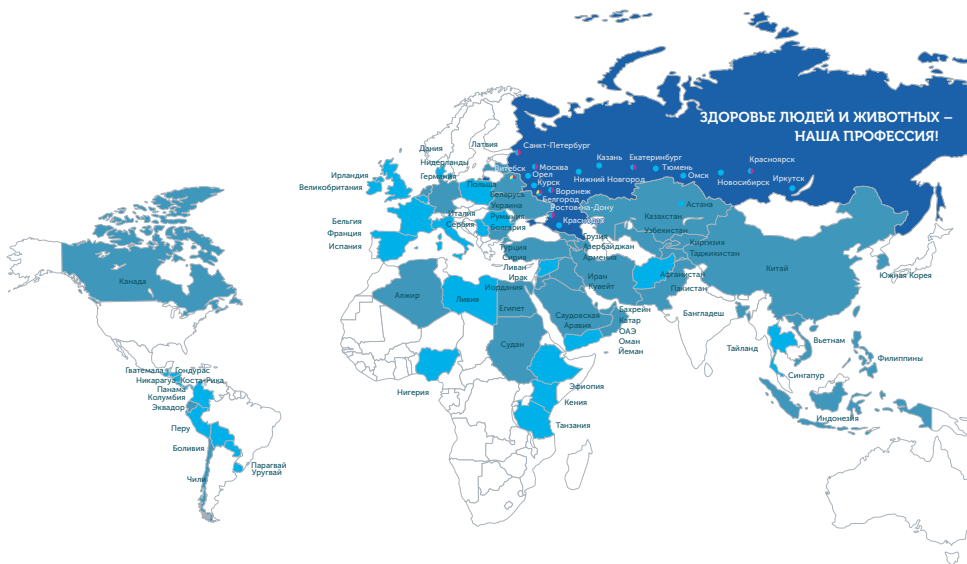 ЗДОРОВЬЕ ЛЮДЕЙ И ЖИВОТНЫХ –
НАША ПРОФЕССИЯ!
Санкт-Петербург
Витебск
Москва
Орел
Курск
Воронеж
Белгород
Ростов-на-Дону
Краснодар
Казань
Нижний Новгород
Екатеринбург
Тюмень
Омск
Новосибирск
Красноярск
Иркутск
Астана
Дания
Латвия
Нидерланды
Ирландия
Великобритания
Германия
Польша
Беларусь
Украина
Румыния
Болгария
Италия
Сербия
Бельгия
Франция
Испания
Казахстан
Узбекистан
Киргизия
Таджикистан
Грузия
Азербайджан
Армения
Турция
Сирия
Ливан
Ирак
Иордания
Иран
Кувейт
Афганистан
Пакистан
Китай
Южная Корея
Канада
Алжир
Ливия
Египет
Саудовская
Аравия
Судан
Бахрейн
Катар
ОАЭ
Оман
Йемен
Бангладеш
Тайланд
Вьетнам
Филиппины
Сингапур
Индонезия
Нигерия
Эфиопия
Кения
Танзания
Гватемала
Гондурас
Никарагуа
Коста-Рика
Панама
Колумбия
Эквадор
Перу
Боливия
Чили
Парагвай
Уругвай